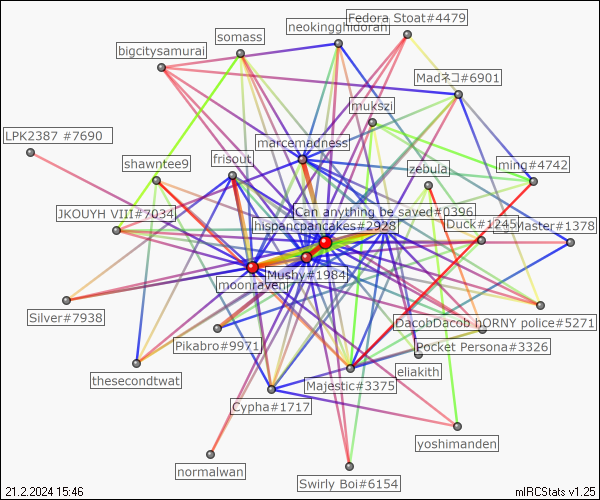 Fedora Stoat#4479
neokingghidorah
somass
bigcitysamurai
Madネコ#6901
mukszi
LPK2387 #7690
marcemadness
shawntee9
frisout
zebula
ming#4742
JKOUYH VIII#7034
Can anything be saved#0396
hispancpancakes#2928
Duck#1245
Master#1378
Mushy#1984
moonraveni
Silver#7938
DacobDacob
hORNY police#5271
Pikabro#9971
Pocket Persona#3326
eliakith
thesecondtwat
Majestic#3375
Cypha#1717
yoshimanden
normalwan
Swirly Boi#6154
21.2.2024 15:46
mIRCStats v1.25